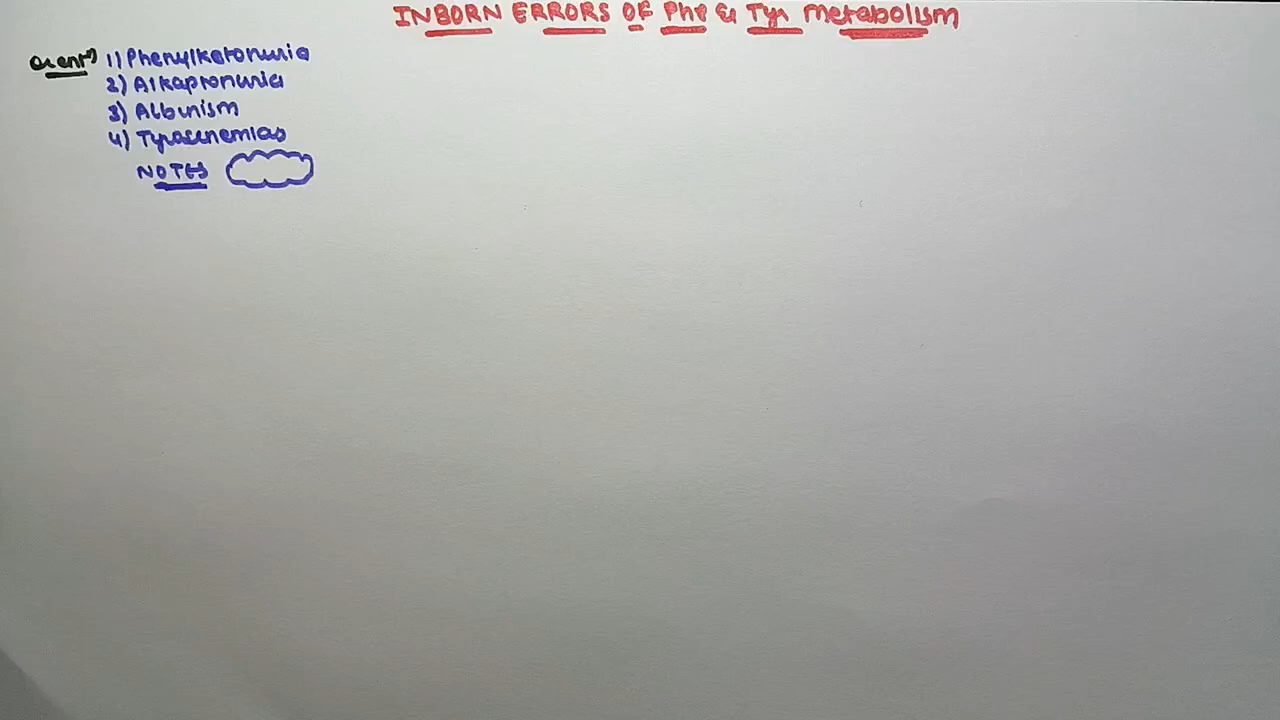 INBORN ERRORS OF Phe & Tyr Metabolism
1) Phenylketonuria
2) Alkaptonuria
3) Albinism
4) Tyrosinemias
NOTES